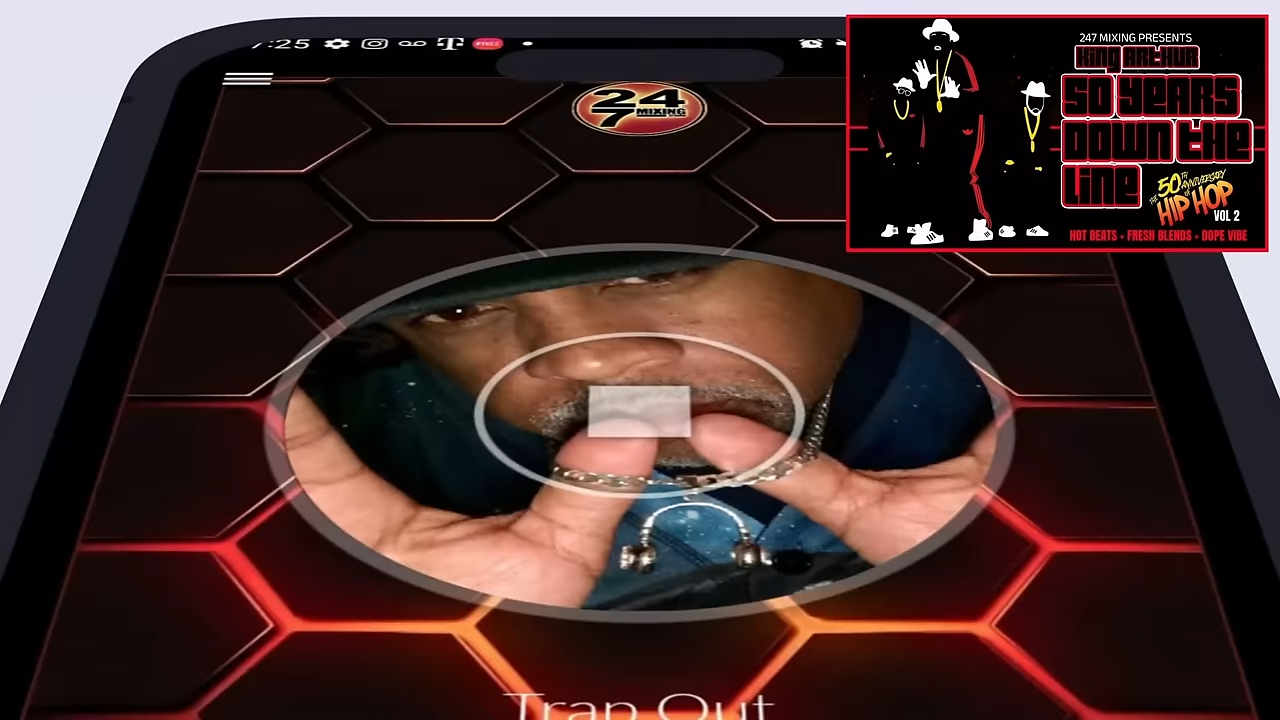 7:25
FREE
24
7 MIXING
247 MIXING PRESENTS
King Arthur
50 Years
Down the
Line
THE 50TH ANNIVERSARY OF
HIP HOP
VOL 2
HOT BEATS • FRESH BLENDS • DOPE VIBE
Trap Out